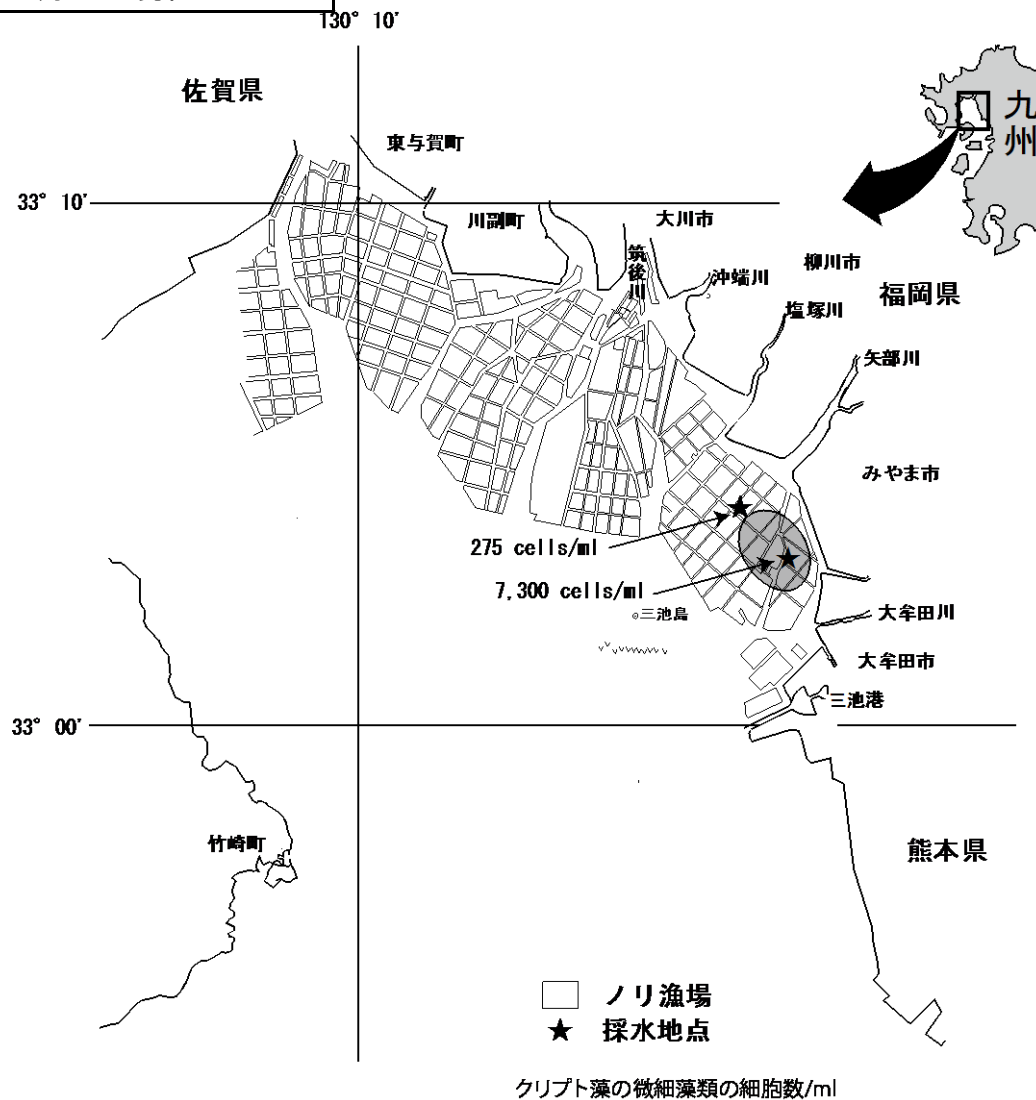 130° 10'
佐賀県
九州
東与賀町
33° 10'
川副町
大川市
筑後川
沖端川
柳川市
福岡県
塩塚川
矢部川
みやま市
275 cells/ml
7,300 cells/ml
三池島
大牟田川
大牟田市
三池港
33° 00'
竹崎町
熊本県
ノリ漁場
採水地点
クリプト藻の微細藻類の細胞数/ml